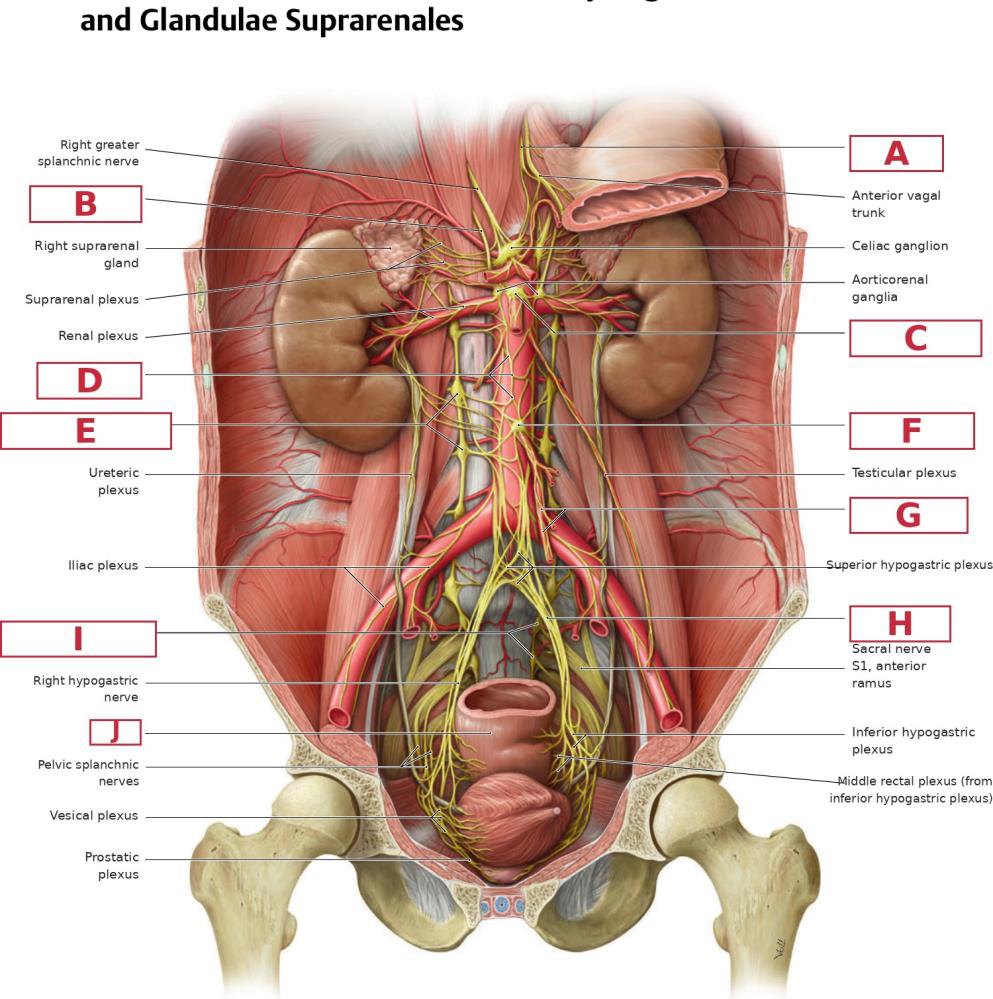 and Glandulae Suprarenales
Right greater
splanchnic nerve
B
Right suprarenal
gland
Suprarenal plexus
Renal plexus
D
E
Ureteric
plexus
Iliac plexus
I
Right hypogastric
nerve
J
Pelvic splanchnic
nerves
Vesical plexus
Prostatic
plexus
A
Anterior vagal
trunk
Celiac ganglion
Aorticorenal
ganglia
C
F
Testicular plexus
G
Superior hypogastric plexus
H
Sacral nerve
S1, anterior
ramus
Inferior hypogastric
plexus
Middle rectal plexus (from
inferior hypogastric plexus)